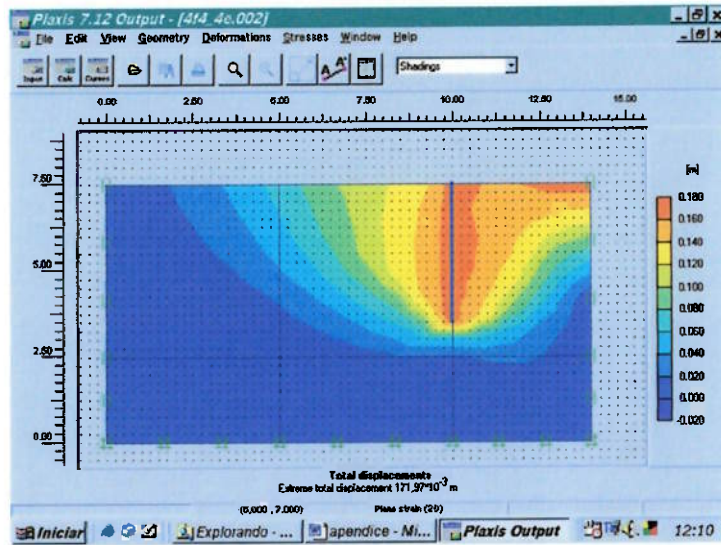 Plaxis 7.12 Output - [4f4_4e.002]
File Edit View Geometry Deformations Stresses Window Help
Input Calc Curves A A* Shadings
0.00 2.50 5.00 7.50 10.00 12.50 15.00
[m]
7.50
5.00
2.50
0.00
0.180
0.160
0.140
0.120
0.100
0.080
0.060
0.040
0.020
0.000
-0.020
Total displacements
Extreme total displacement 171,97*10-3 m
(6,000 , 7.000) Plane strain (2D)
Iniciar Explorando - ... apendice - Mi... Plaxis Output 12:10